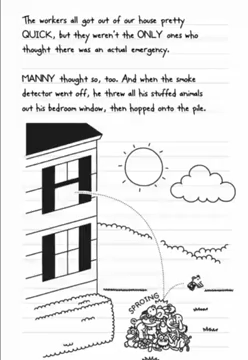 The workers all got out of our house pretty
QUICK, but they weren't the ONLY ones who
thought there was an actual emergency.
MANNY thought so, too. And when the smoke
detector went off, he threw all his stuffed animals
out his bedroom window, then hopped onto the pile.
SPROING